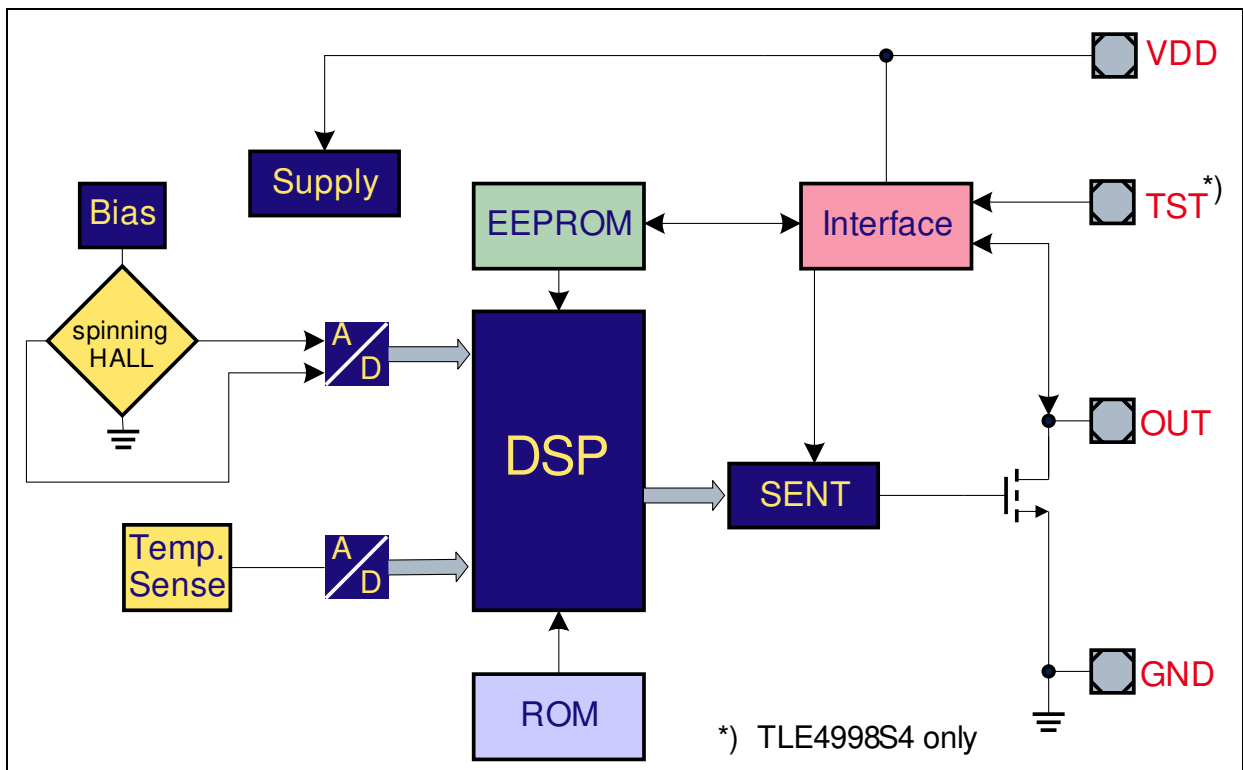 VDD
Supply
Bias
TST*)
EEPROM
Interface
spinning
HALL
A
D
DSP
OUT
SENT
Temp.
Sense
A
D
GND
ROM
*) TLE4998S4 only